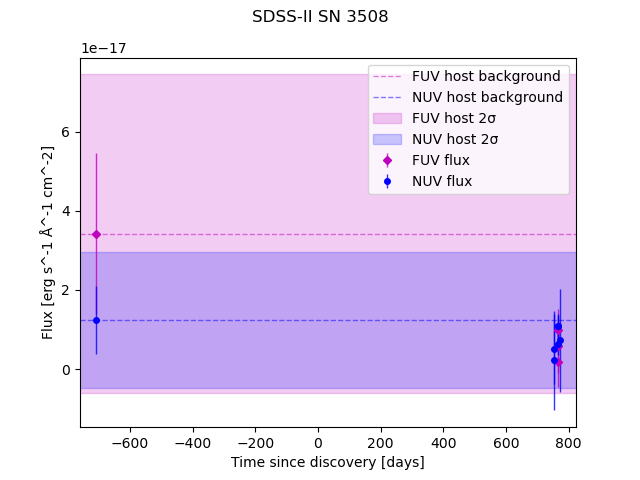 SDSS-II SN 3508
1e−17
FUV host background
NUV host background
FUV host 2σ
NUV host 2σ
FUV flux
NUV flux
6
4
2
0
Flux [erg s^-1 Å^-1 cm^-2]
−600 −400 −200 0 200 400 600 800
Time since discovery [days]